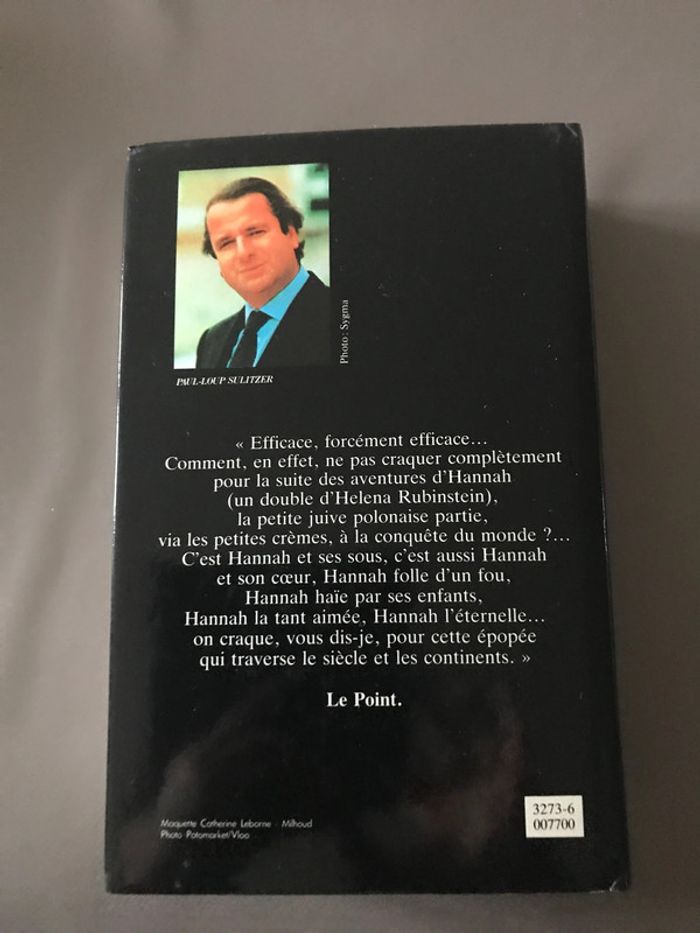 Photo : Sygma
PAUL-LOUP SULITZER
« Efficace, forcément efficace...
Comment, en effet, ne pas craquer complètement
pour la suite des aventures d'Hannah
(un double d'Helena Rubinstein),
la petite juive polonaise partie,
via les petites crèmes, à la conquête du monde ?...
C'est Hannah et ses sous, c'est aussi Hannah
et son cœur, Hannah folle d'un fou,
Hannah haïe par ses enfants,
Hannah la tant aimée, Hannah l'éternelle...
on craque, vous dis-je, pour cette épopée
qui traverse le siècle et les continents. »
Le Point.
Maquette Catherine Leborne - Milhoud
Photo Potomarket/Vloo
3273-6
007700